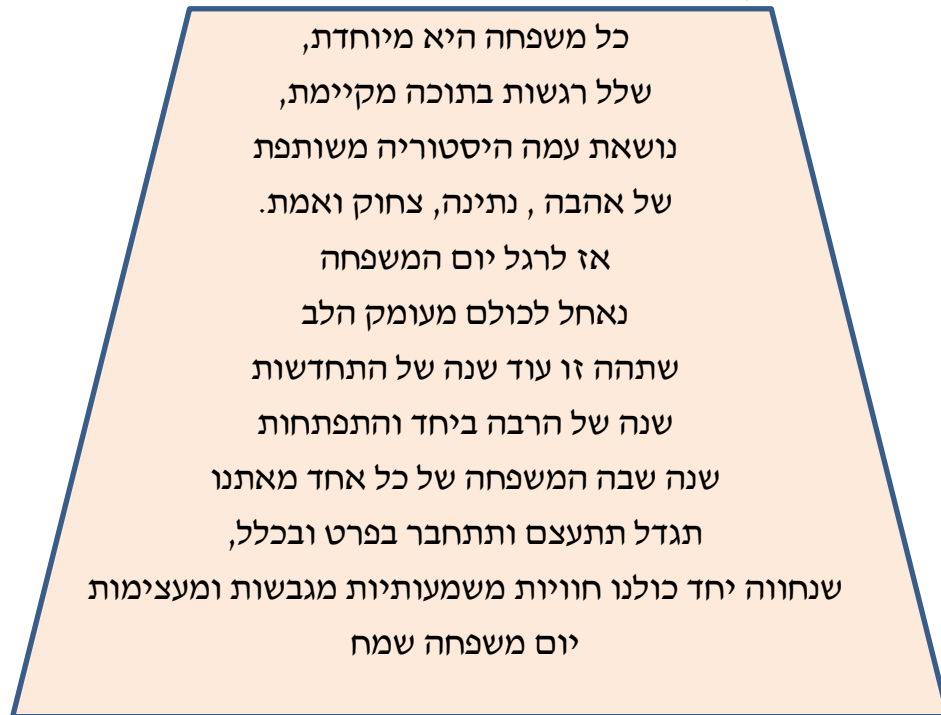 כל משפחה היא מיוחדת,
שלל רגשות בתוכה מקיימת,
נושאת עמה היסטוריה משותפת
של אהבה , נתינה, צחוק ואמת.
אז לרגל יום המשפחה
נאחל לכולם מעומק הלב
שתהה זו עוד שנה של התחדשות
שנה של הרבה ביחד והתפתחות
שנה שבה המשפחה של כל אחד מאתנו
תגדל תתעצם ותתחבר בפרט ובכלל,
שנחווה יחד כולנו חוויות משמעותיות מגבשות ומעצימות
יום משפחה שמח